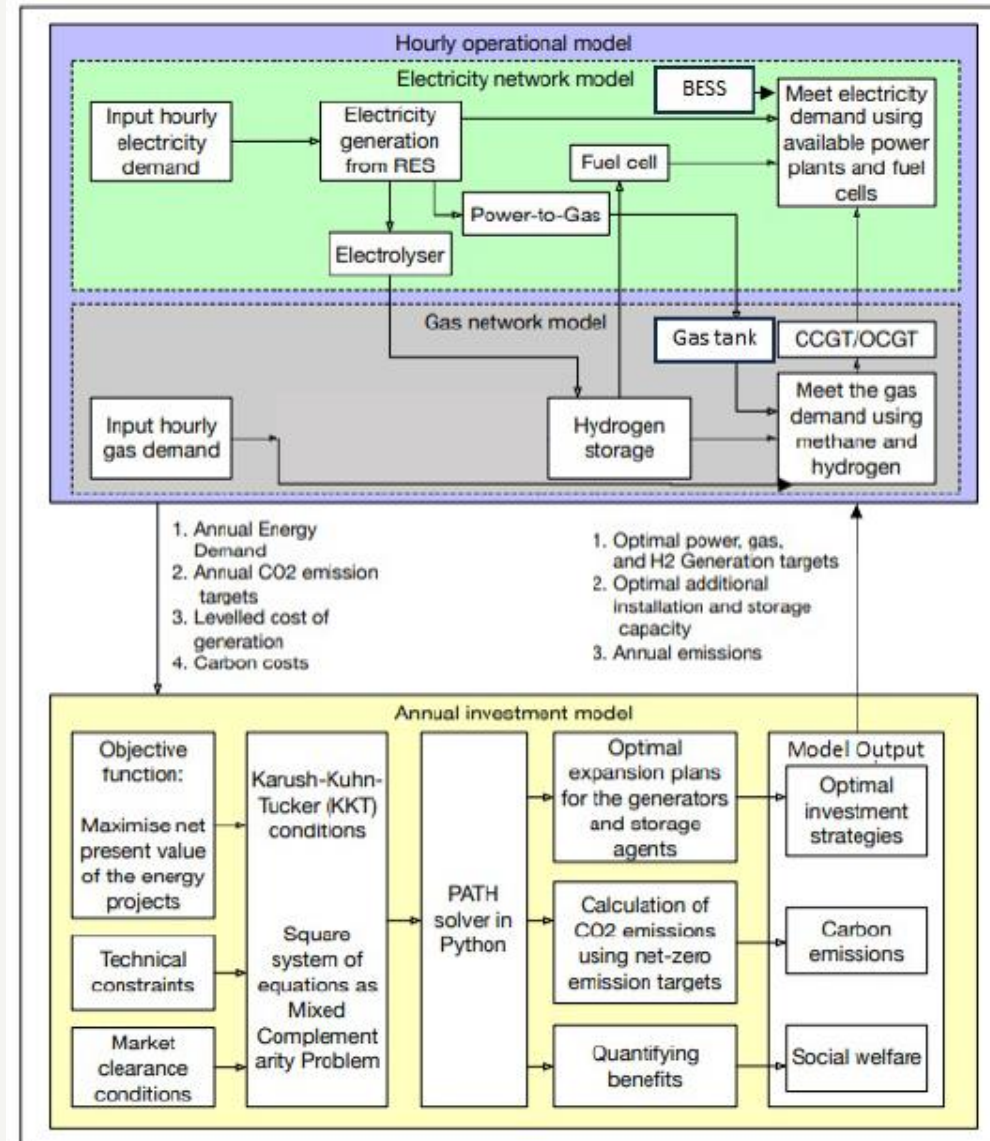 Hourly operational model
Electricity network model
Input hourly
electricity
demand
Electricity
generation
from RES
BESS
Meet electricity
demand using
available power
plants and fuel
cells
Fuel cell
Power-to-Gas
Electrolyser
Gas network model
Gas tank
CCGT/OCGT
Input hourly
gas demand
Hydrogen
storage
Meet the gas
demand using
methane and
hydrogen
1. Annual Energy
Demand
2. Annual CO2 emission
targets
3. Levelled cost of
generation
4. Carbon costs
1. Optimal power, gas,
and H2 Generation targets
2. Optimal additional
installation and storage
capacity
3. Annual emissions
Annual investment model
Objective
function:
Maximise net
present value
of the energy
projects
Technical
constraints
Market
clearance
conditions
Karush-Kuhn-
Tucker (KKT)
conditions
Square
system of
equations as
Mixed
Complement
arity Problem
PATH
solver in
Python
Optimal
expansion plans
for the generators
and storage
agents
Calculation of
CO2 emissions
using net-zero
emission targets
Quantifying
benefits
Model Output
Optimal
investment
strategies
Carbon
emissions
Social welfare